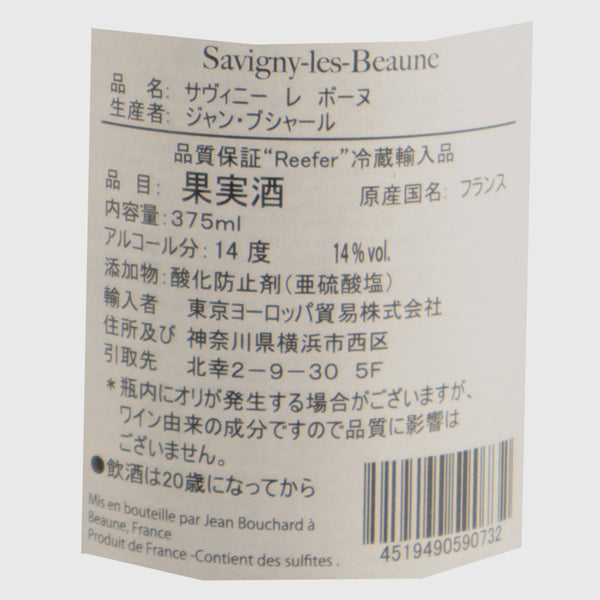 Savigny-les-Beaune
品　名: サヴィニー レ ボーヌ
生産者: ジャン・ブシャール
品質保証“Reefer”冷蔵輸入品
品 目: 果実酒　原産国名: フランス
内容量: 375ml
アルコール分: 14 度　14%vol.
添加物: 酸化防止剤(亜硫酸塩)
輸入者　東京ヨーロッパ貿易株式会社
住所及び 神奈川県横浜市西区
引取先　北幸2-9-30 5F
*瓶内にオリが発生する場合がございますが、
ワイン由来の成分ですので品質に影響は
ございません。
●飲酒は20歳になってから
Mis en bouteille par Jean Bouchard à
Beaune, France
Produit de France -Contient des sulfites .
4519490590732